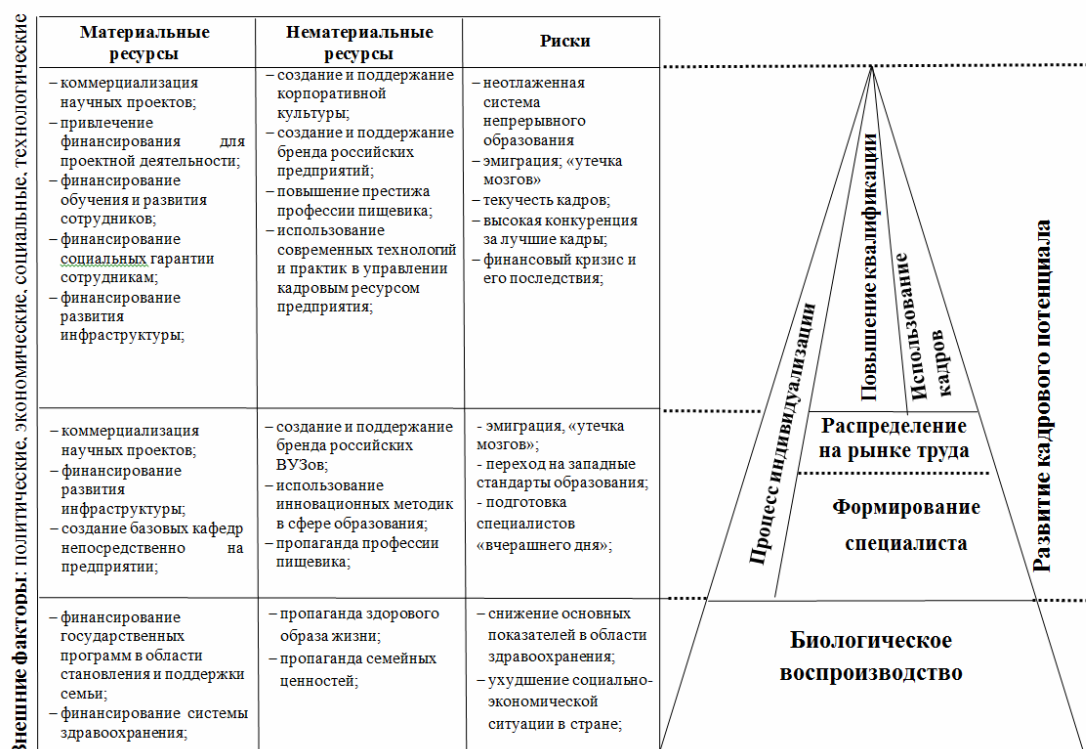 Внешние факторы: политические, экономические, социальные, технологические
Материальные
ресурсы
Нематериальные
ресурсы
Риски
– коммерциализация
научных проектов;
– привлечение
финансирования для
проектной деятельности;
– финансирование
обучения и развития
сотрудников;
– финансирование
социальных гарантии
сотрудникам;
– финансирование
развития
инфраструктуры;
– создание и поддержание
корпоративной
культуры;
– создание и поддержание
бренда российских
предприятий;
– повышение престижа
профессии пищевика;
– использование
современных технологий
и практик в управлении
кадровым ресурсом
предприятия;
– неотлаженная
система
непрерывного
образования
– эмиграция; «утечка
мозгов»
– текучесть кадров;
– высокая конкуренция
за лучшие кадры;
– финансовый кризис и
его последствия;
– коммерциализация
научных проектов;
– финансирование
развития
инфраструктуры;
– создание базовых кафедр
непосредственно на
предприятии;
– создание и поддержание
бренда российских
ВУЗов;
– использование
инновационных методик
в сфере образования;
– пропаганда профессии
пищевика;
- эмиграция, «утечка
мозгов»;
- переход на западные
стандарты образования;
- подготовка
специалистов
«вчерашнего дня»;
– финансирование
государственных
программ в области
становления и поддержки
семьи;
– финансирование системы
здравоохранения;
– пропаганда здорового
образа жизни;
– пропаганда семейных
ценностей;
– снижение основных
показателей в области
здравоохранения;
– ухудшение социально-
экономической
ситуации в стране;
Процесс индивидуализации
Повышение квалификации
Использование
кадров
Распределение
на рынке труда
Формирование
специалиста
Биологическое
воспроизводство
Развитие кадрового потенциала